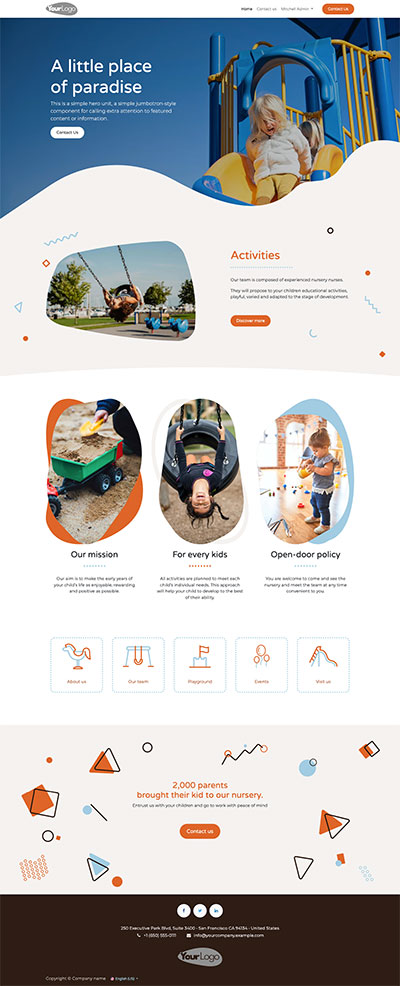 YourLogo
Home Contact us Mitchell Admin Contact Us
A little place
of paradise
This is a simple hero unit, a simple jumbotron-style
component for calling extra attention to featured
content or information.
Contact Us
Activities
Our team is composed of experienced nursery nurses.
They will propose to your children educational activities,
playful, varied and adapted to the stage of development.
Discover more
Our mission
Our aim is to make the early years of
your child's life as enjoyable, rewarding
and positive as possible.
For every kids
All activities are planned to meet each
child's individual needs. This approach
will help your child to develop to the best
of their ability.
Open-door policy
You are welcome to come and see the
nursery and meet the team at any time
convenient to you.
About us
Our team
Playground
Events
Visit us
2,000 parents
brought their kid to our nursery.
Entrust us with your children and go to work with peace of mind
Contact us
250 Executive Park Blvd, Suite 3400 - San Francisco CA 94134 - United States
+1 (650) 555-0111 info@yourcompany.example.com
YourLogo
Copyright © Company name English (US)